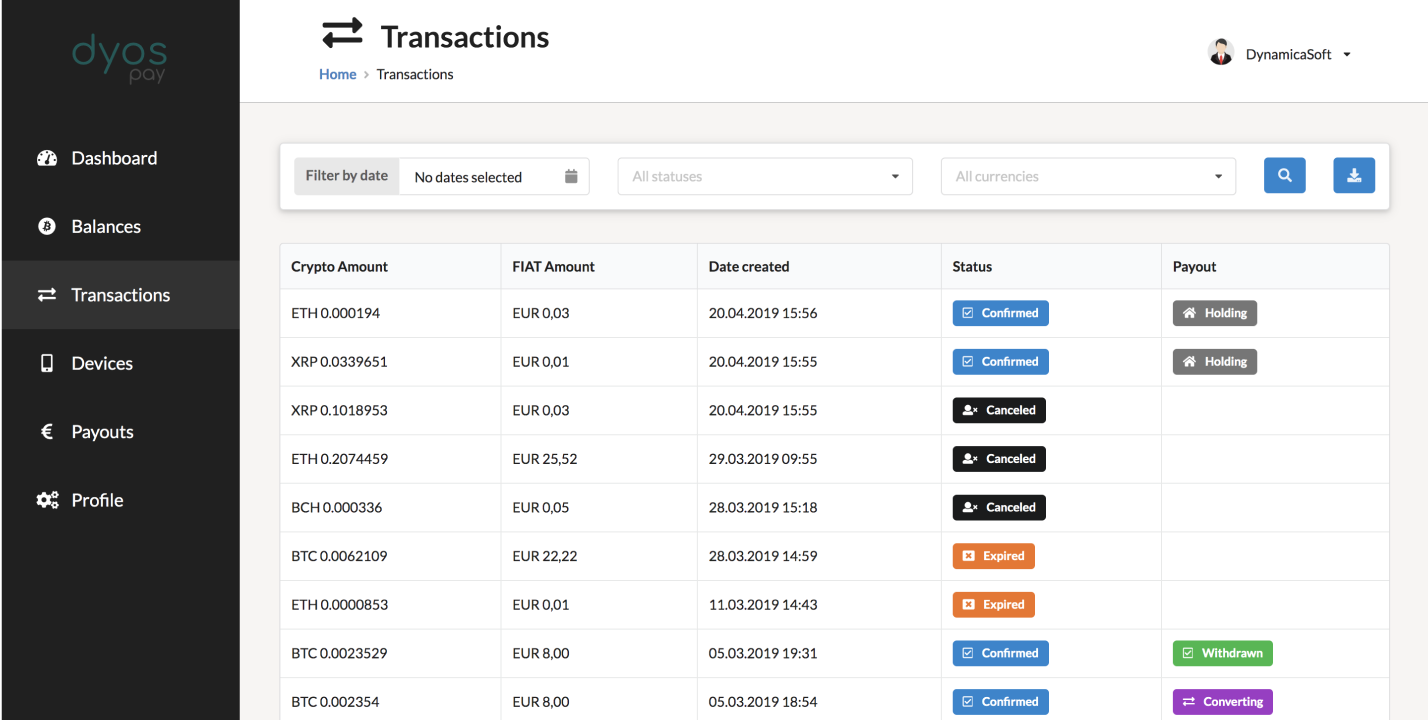 dyos
pay
Transactions
Home > Transactions
DynamicaSoft
Dashboard
Balances
Transactions
Devices
Payouts
Profile
Filter by date No dates selected All statuses All currencies
Crypto Amount FIAT Amount Date created Status Payout
ETH 0.000194 EUR 0,03 20.04.2019 15:56 Confirmed Holding
XRP 0.0339651 EUR 0,01 20.04.2019 15:55 Confirmed Holding
XRP 0.1018953 EUR 0,03 20.04.2019 15:55 Canceled
ETH 0.2074459 EUR 25,52 29.03.2019 09:55 Canceled
BCH 0.000336 EUR 0,05 28.03.2019 15:18 Canceled
BTC 0.0062109 EUR 22,22 28.03.2019 14:59 Expired
ETH 0.0000853 EUR 0,01 11.03.2019 14:43 Expired
BTC 0.0023529 EUR 8,00 05.03.2019 19:31 Confirmed Withdrawn
BTC 0.002354 EUR 8,00 05.03.2019 18:54 Confirmed Converting